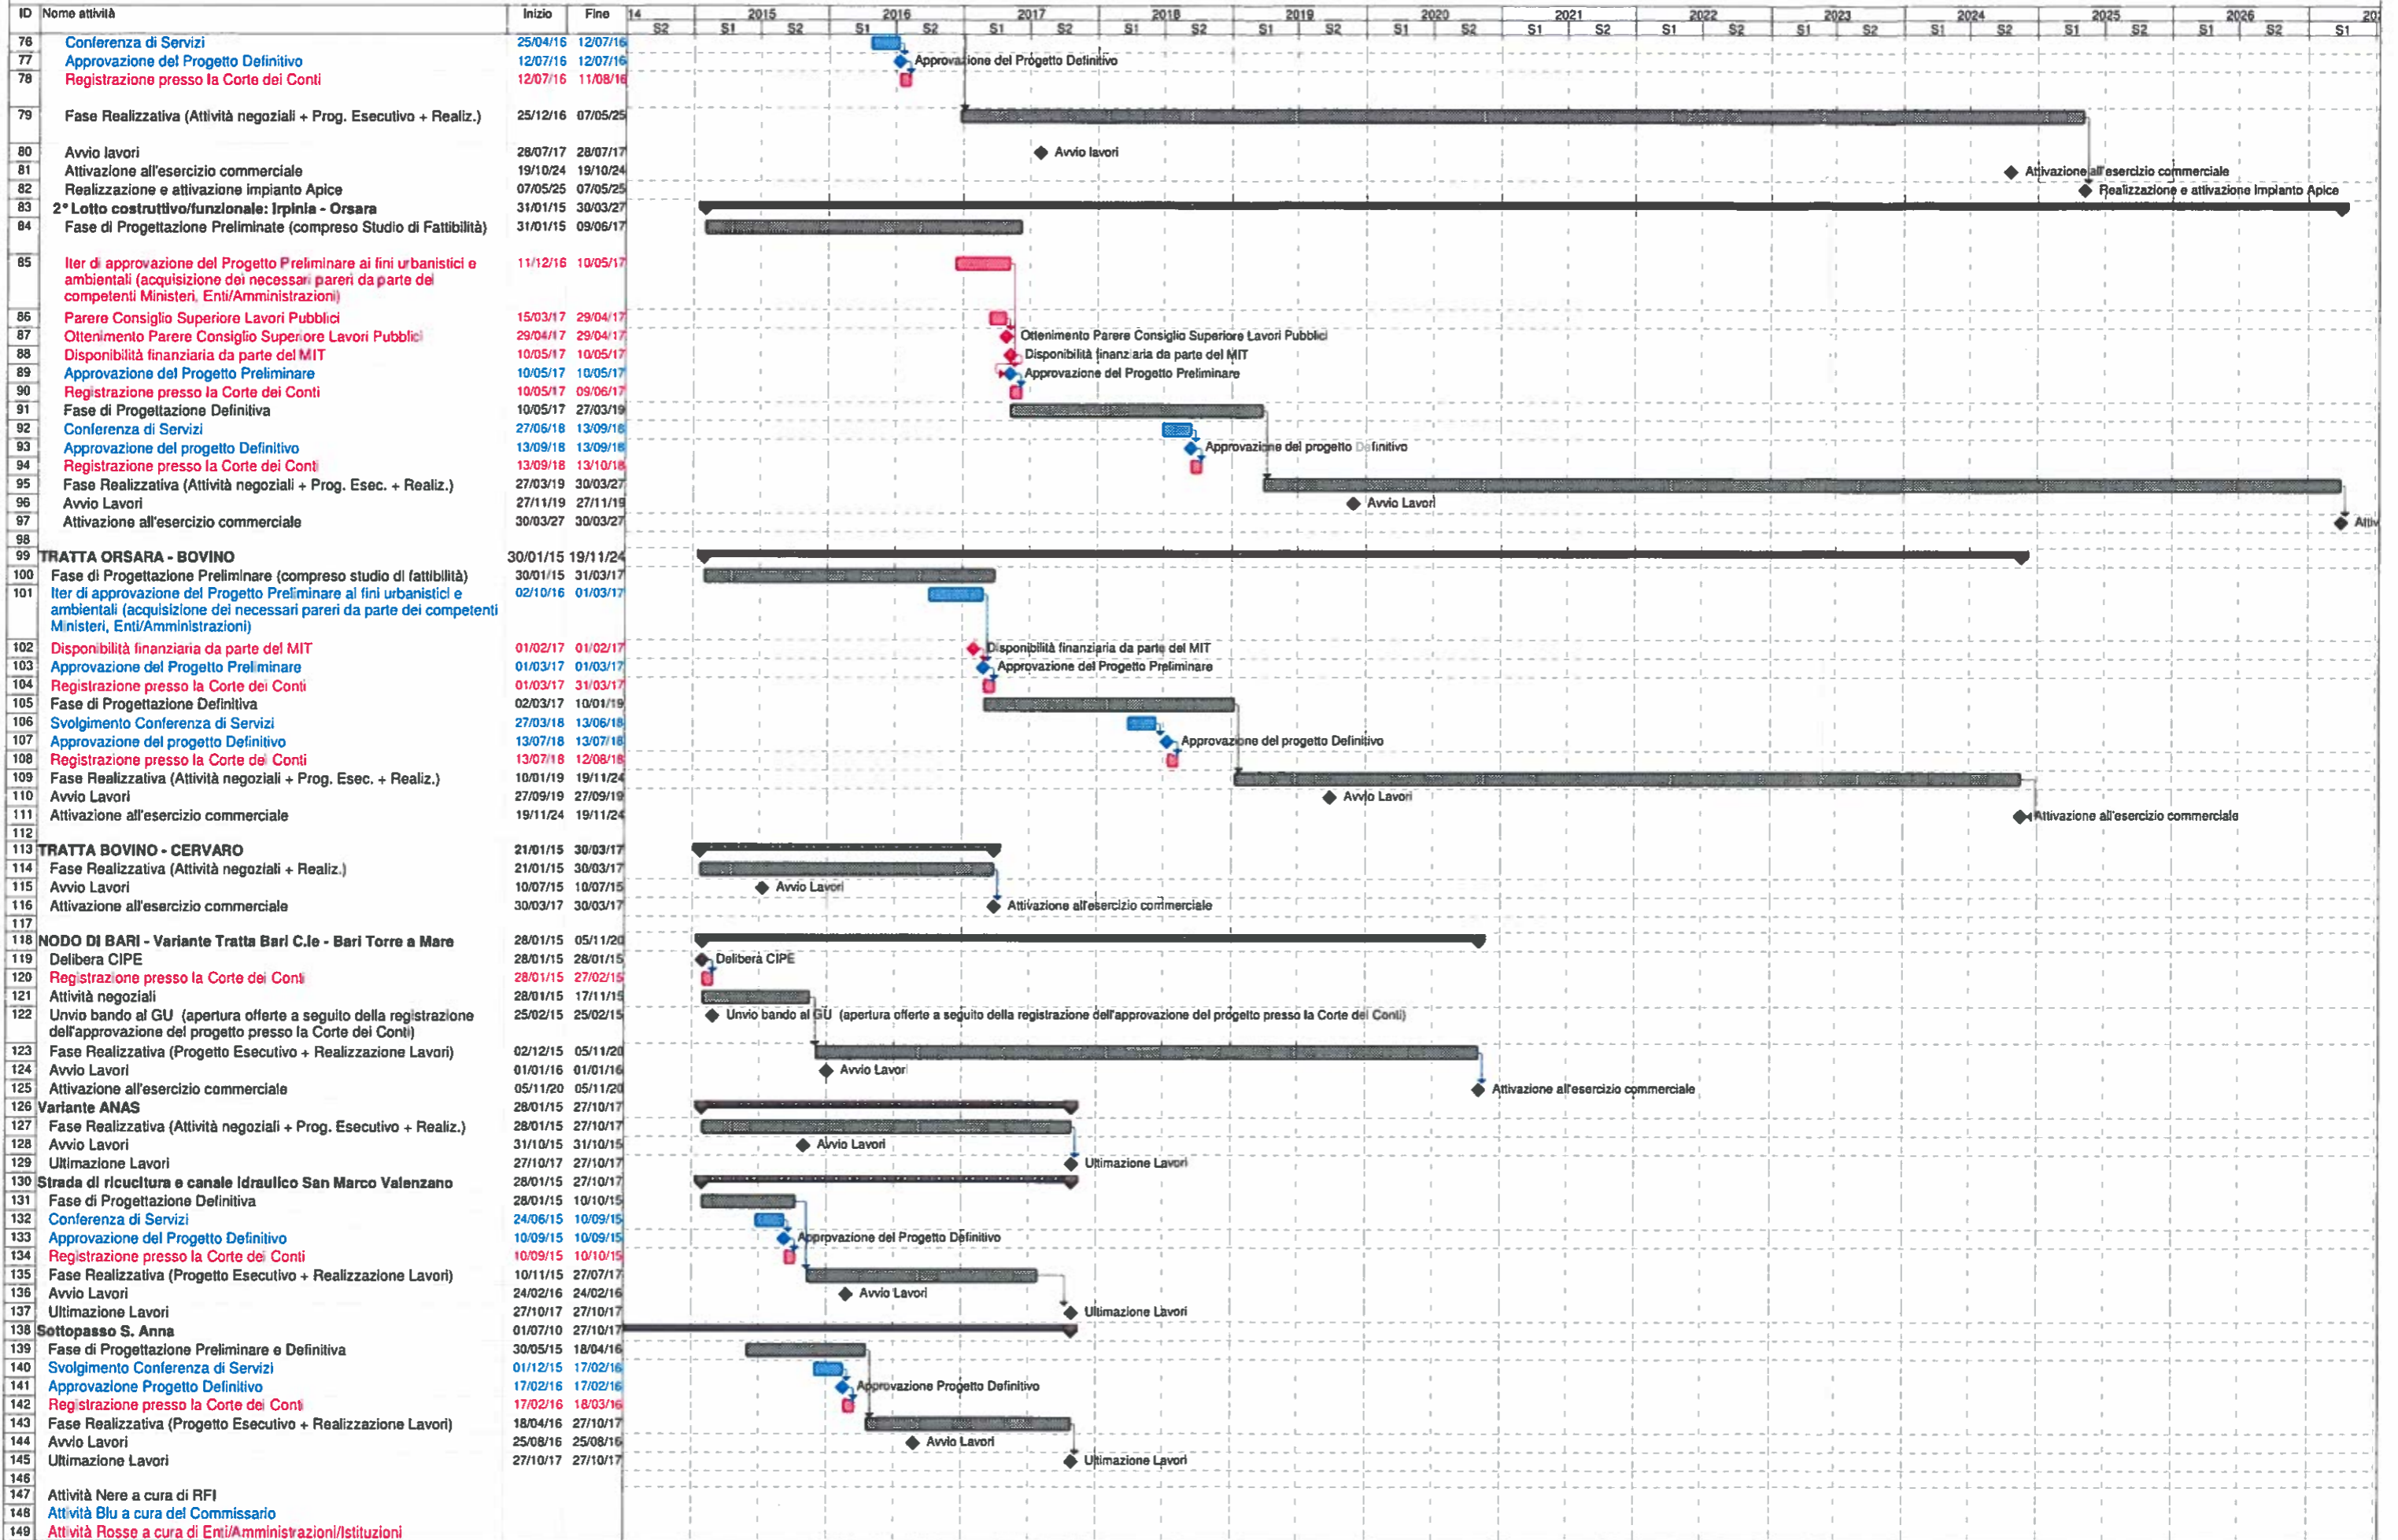 ID Nome attività Inizio Fine 14 2015 2016 2017 2018 2019 2020 2021 2022 2023 2024 2025 2026 20
S2 S1 S2 S1 S2 S1 S2 S1 S2 S1 S2 S1 S2 S1 S2 S1 S2 S1 S2 S1 S2 S1 S2 S1 S2 S1
76 Conferenza di Servizi 25/04/16 12/07/16
77 Approvazione del Progetto Definitivo 12/07/16 12/07/16 Approvazione del Progetto Definitivo
78 Registrazione presso la Corte dei Conti 12/07/16 11/08/16
79 Fase Realizzativa (Attività negoziali + Prog. Esecutivo + Realiz.) 25/12/16 07/05/25
80 Avvio lavori 28/07/17 28/07/17 Avvio lavori
81 Attivazione all'esercizio commerciale 19/10/24 19/10/24 Attivazione all'esercizio commerciale
82 Realizzazione e attivazione impianto Apice 07/05/25 07/05/25 Realizzazione e attivazione Impianto Apice
83 2° Lotto costruttivo/funzionale: Irpinia - Orsara 31/01/15 30/03/27
84 Fase di Progettazione Preliminate (compreso Studio di Fattibilità) 31/01/15 09/06/17
85 Iter di approvazione del Progetto Preliminare ai fini urbanistici e 11/12/16 10/05/17
ambientali (acquisizione dei necessari pareri da parte dei
competenti Ministeri, Enti/Amministrazioni)
86 Parere Consiglio Superiore Lavori Pubblici 15/03/17 29/04/17
87 Ottenimento Parere Consiglio Superiore Lavori Pubblici 29/04/17 29/04/17 Ottenimento Parere Consiglio Superiore Lavori Pubblici
88 Disponibilità finanziaria da parte del MIT 10/05/17 10/05/17 Disponibilità finanziaria da parte del MIT
89 Approvazione del Progetto Preliminare 10/05/17 10/05/17 Approvazione del Progetto Preliminare
90 Registrazione presso la Corte dei Conti 10/05/17 09/06/17
91 Fase di Progettazione Definitiva 10/05/17 27/03/19
92 Conferenza di Servizi 27/06/18 13/09/18
93 Approvazione del progetto Definitivo 13/09/18 13/09/18 Approvazione del progetto Definitivo
94 Registrazione presso la Corte dei Conti 13/09/18 13/10/18
95 Fase Realizzativa (Attività negoziali + Prog. Esec. + Realiz.) 27/03/19 30/03/27
96 Avvio Lavori 27/11/19 27/11/19 Avvio Lavori
97 Attivazione all'esercizio commerciale 30/03/27 30/03/27 Attiv
98
99 TRATTA ORSARA - BOVINO 30/01/15 19/11/24
100 Fase di Progettazione Preliminare (compreso studio di fattibilità) 30/01/15 31/03/17
101 Iter di approvazione del Progetto Preliminare ai fini urbanistici e 02/10/16 01/03/17
ambientali (acquisizione dei necessari pareri da parte dei competenti
Ministeri, Enti/Amministrazioni)
102 Disponibilità finanziaria da parte del MIT 01/02/17 01/02/17 Disponibilità finanziaria da parte del MIT
103 Approvazione del Progetto Preliminare 01/03/17 01/03/17 Approvazione del Progetto Preliminare
104 Registrazione presso la Corte dei Conti 01/03/17 31/03/17
105 Fase di Progettazione Definitiva 02/03/17 10/01/19
106 Svolgimento Conferenza di Servizi 27/03/18 13/06/18
107 Approvazione del progetto Definitivo 13/07/18 13/07/18 Approvazione del progetto Definitivo
108 Registrazione presso la Corte dei Conti 13/07/18 12/08/18
109 Fase Realizzativa (Attività negoziali + Prog. Esec. + Realiz.) 10/01/19 19/11/24
110 Avvio Lavori 27/09/19 27/09/19 Avvio Lavori
111 Attivazione all'esercizio commerciale 19/11/24 19/11/24 Attivazione all'esercizio commerciale
112
113 TRATTA BOVINO - CERVARO 21/01/15 30/03/17
114 Fase Realizzativa (Attività negoziali + Realiz.) 21/01/15 30/03/17
115 Avvio Lavori 10/07/15 10/07/15 Avvio Lavori
116 Attivazione all'esercizio commerciale 30/03/17 30/03/17 Attivazione all'esercizio commerciale
117
118 NODO DI BARI - Variante Tratta Bari C.le - Bari Torre a Mare 28/01/15 05/11/20
119 Delibera CIPE 28/01/15 28/01/15 Delibera CIPE
120 Registrazione presso la Corte dei Conti 28/01/15 27/02/15
121 Attività negoziali 28/01/15 17/11/15
122 Unvio bando al GU (apertura offerte a seguito della registrazione 25/02/15 25/02/15 Unvio bando al GU (apertura offerte a seguito della registrazione dell'approvazione del progetto presso la Corte dei Conti)
dell'approvazione del progetto presso la Corte dei Conti)
123 Fase Realizzativa (Progetto Esecutivo + Realizzazione Lavori) 02/12/15 05/11/20
124 Avvio Lavori 01/01/16 01/01/16 Avvio Lavori
125 Attivazione all'esercizio commerciale 05/11/20 05/11/20 Attivazione all'esercizio commerciale
126 Variante ANAS 28/01/15 27/10/17
127 Fase Realizzativa (Attività negoziali + Prog. Esecutivo + Realiz.) 28/01/15 27/10/17
128 Avvio Lavori 31/10/15 31/10/15 Avvio Lavori
129 Ultimazione Lavori 27/10/17 27/10/17 Ultimazione Lavori
130 Strada di ricucitura e canale idraulico San Marco Valenzano 28/01/15 27/10/17
131 Fase di Progettazione Definitiva 28/01/15 10/10/15
132 Conferenza di Servizi 24/06/15 10/09/15
133 Approvazione del Progetto Definitivo 10/09/15 10/09/15 Approvazione del Progetto Definitivo
134 Registrazione presso la Corte dei Conti 10/09/15 10/10/15
135 Fase Realizzativa (Progetto Esecutivo + Realizzazione Lavori) 10/11/15 27/07/17
136 Avvio Lavori 24/02/16 24/02/16 Avvio Lavori
137 Ultimazione Lavori 27/10/17 27/10/17 Ultimazione Lavori
138 Sottopasso S. Anna 01/07/10 27/10/17
139 Fase di Progettazione Preliminare e Definitiva 30/05/15 18/04/16
140 Svolgimento Conferenza di Servizi 01/12/15 17/02/16
141 Approvazione Progetto Definitivo 17/02/16 17/02/16 Approvazione Progetto Definitivo
142 Registrazione presso la Corte dei Conti 17/02/16 18/03/16
143 Fase Realizzativa (Progetto Esecutivo + Realizzazione Lavori) 18/04/16 27/10/17
144 Avvio Lavori 25/08/16 25/08/16 Avvio Lavori
145 Ultimazione Lavori 27/10/17 27/10/17 Ultimazione Lavori
146
147 Attività Nere a cura di RFI
148 Attività Blu a cura del Commissario
149 Attività Rosse a cura di Enti/Amministrazioni/Istituzioni